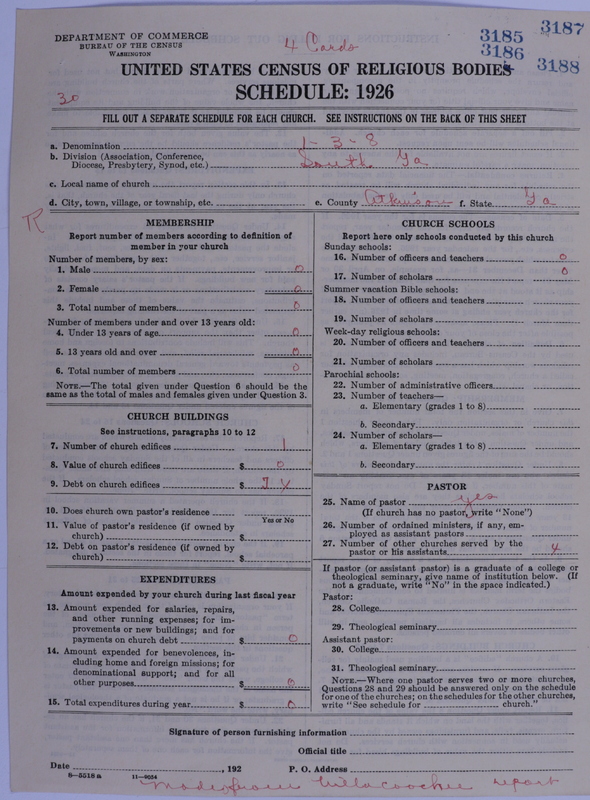 DEPARTMENT OF COMMERCE
BUREAU OF THE CENSUS
WASHINGTON
4 Cards
3185 3187
3186
3188
UNITED STATES CENSUS OF RELIGIOUS BODIES
SCHEDULE: 1926
30
FILL OUT A SEPARATE SCHEDULE FOR EACH CHURCH. SEE INSTRUCTIONS ON THE BACK OF THIS SHEET
a. Denomination 1-3-8
b. Division (Association, Conference,
Diocese, Presbytery, Synod, etc.) South Ga
c. Local name of church
d. City, town, village, or township, etc. e. County Atkinson f. State Ga
R
MEMBERSHIP
Report number of members according to definition of
member in your church
Number of members, by sex:
1. Male 0
2. Female 0
3. Total number of members 0
Number of members under and over 13 years old:
4. Under 13 years of age 0
5. 13 years old and over 0
6. Total number of members 0
NOTE.—The total given under Question 6 should be the
same as the total of males and females given under Question 3.
CHURCH BUILDINGS
See instructions, paragraphs 10 to 12
7. Number of church edifices 1
8. Value of church edifices $ 0
9. Debt on church edifices $
10. Does church own pastor's residence
Yes or No
11. Value of pastor's residence (if owned by
church) $
12. Debt on pastor's residence (if owned by
church) $
EXPENDITURES
Amount expended by your church during last fiscal year
13. Amount expended for salaries, repairs,
and other running expenses; for im-
provements or new buildings; and for
payments on church debt $ 0
14. Amount expended for benevolences, in-
cluding home and foreign missions; for
denominational support; and for all
other purposes $ 0
15. Total expenditures during year $ 0
CHURCH SCHOOLS
Report here only schools conducted by this church
Sunday schools:
16. Number of officers and teachers 0
17. Number of scholars 0
Summer vacation Bible schools:
18. Number of officers and teachers
19. Number of scholars
Week-day religious schools:
20. Number of officers and teachers
21. Number of scholars
Parochial schools:
22. Number of administrative officers
23. Number of teachers—
a. Elementary (grades 1 to 8)
b. Secondary
24. Number of scholars—
a. Elementary (grades 1 to 8)
b. Secondary
PASTOR
25. Name of pastor yes
(If church has no pastor, write "None")
26. Number of ordained ministers, if any, em-
ployed as assistant pastors
27. Number of other churches served by the
pastor or his assistants 4
If pastor (or assistant pastor) is a graduate of a college or
theological seminary, give name of institution below. (If
not a graduate, write "No" in the space indicated.)
Pastor:
28. College
29. Theological seminary
Assistant pastor:
30. College
31. Theological seminary
NOTE.—Where one pastor serves two or more churches,
Questions 28 and 29 should be answered only on the schedule
for one of the churches; on the schedules for the other churches,
write "See schedule for church."
Signature of person furnishing information
Official title
Date , 192 P. O. Address
8—5518 a 11—9034
Made from Willacoochee report